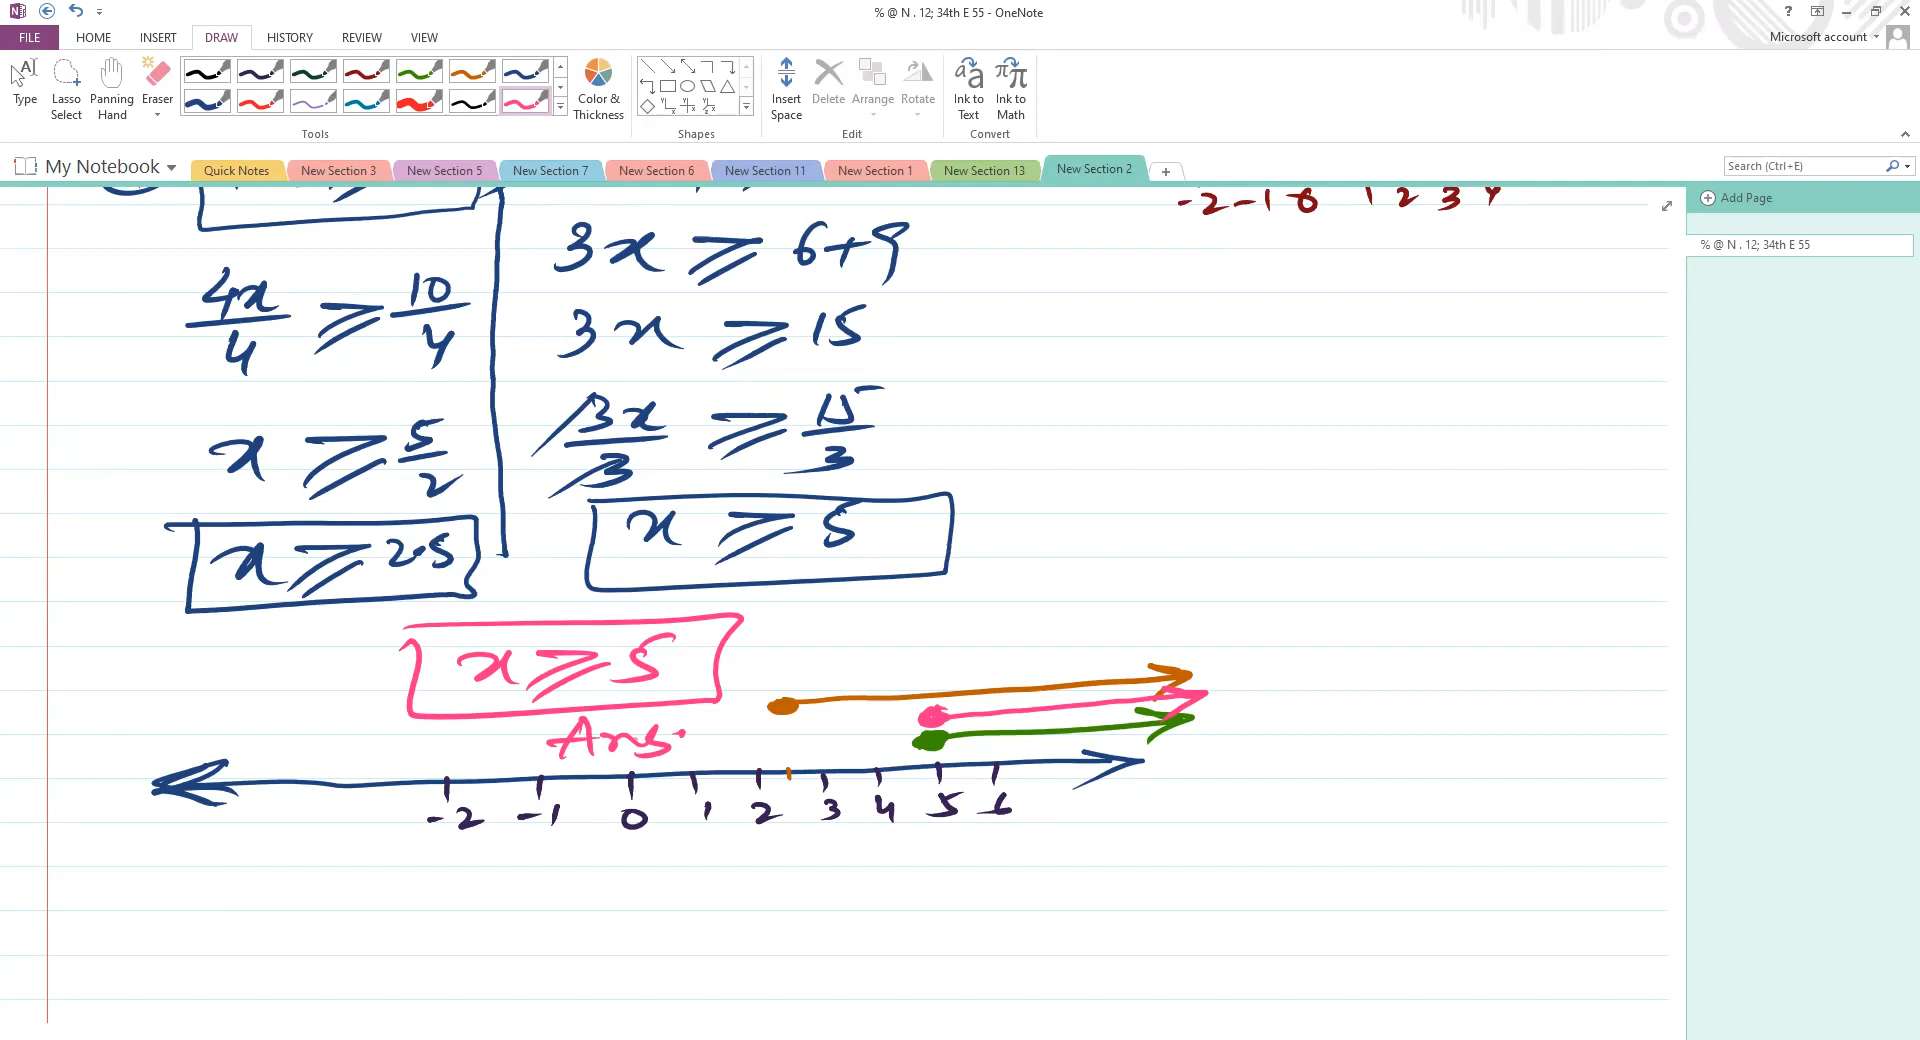 % @ N . 12; 34th E 55 - OneNote
FILE HOME INSERT DRAW HISTORY REVIEW VIEW
Microsoft account
Type
Lasso Select
Panning Hand
Eraser
Color & Thickness
Insert Space
Delete
Arrange
Rotate
Ink to Text
Ink to Math
Tools
Shapes
Edit
Convert
My Notebook
Quick Notes
New Section 3
New Section 5
New Section 7
New Section 6
New Section 11
New Section 1
New Section 13
New Section 2
Search (Ctrl+E)
Add Page
% @ N . 12; 34th E 55
-2 -1 0 1 2 3 4
4x/4 ≥ 10/4
x ≥ 5/2
x ≥ 2.5
3x ≥ 6+9
3x ≥ 15
3x/3 ≥ 15/3
x ≥ 5
x ≥ 5
Ans.
-2 -1 0 1 2 3 4 5 6